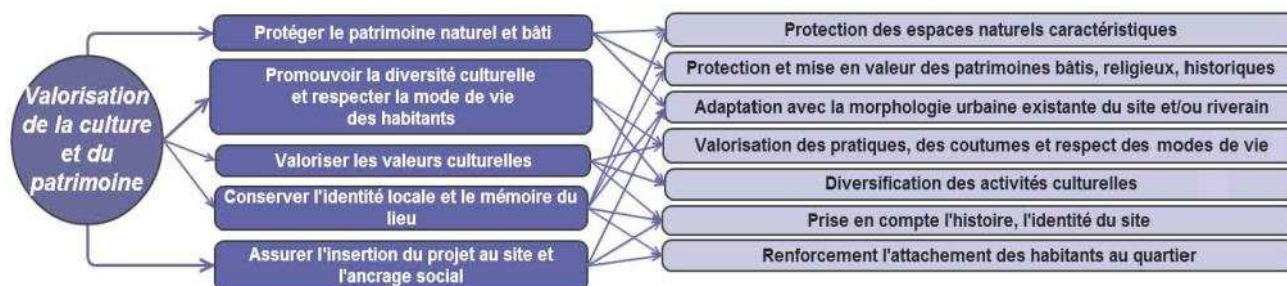 Valorisation
de la culture
et du
patrimoine
Protéger le patrimoine naturel et bâti
Promouvoir la diversité culturelle
et respecter la mode de vie
des habitants
Valoriser les valeurs culturelles
Conserver l'identité locale et le mémoire du
lieu
Assurer l'insertion du projet au site et
l'ancrage social
Protection des espaces naturels caractéristiques
Protection et mise en valeur des patrimoines bâtis, religieux, historiques
Adaptation avec la morphologie urbaine existante du site et/ou riverain
Valorisation des pratiques, des coutumes et respect des modes de vie
Diversification des activités culturelles
Prise en compte l'histoire, l'identité du site
Renforcement l'attachement des habitants au quartier